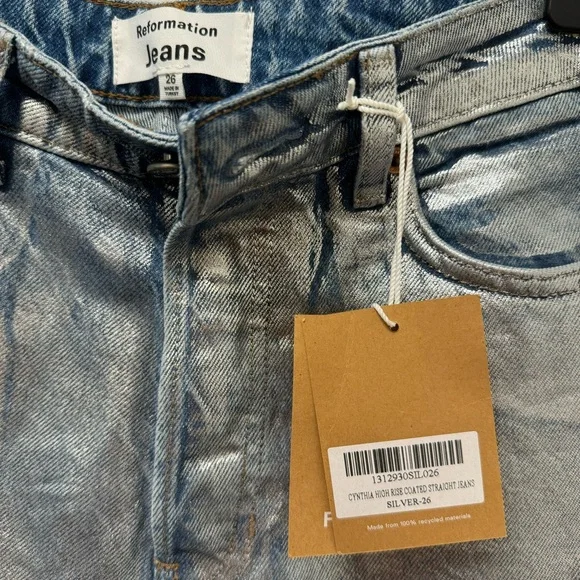 Reformation
Jeans
26
MADE IN
TURKEY
1312930SIL026
CYNTHIA HIGH RISE COATED STRAIGHT JEANS
SILVER-26
Made from 100% recycled materials